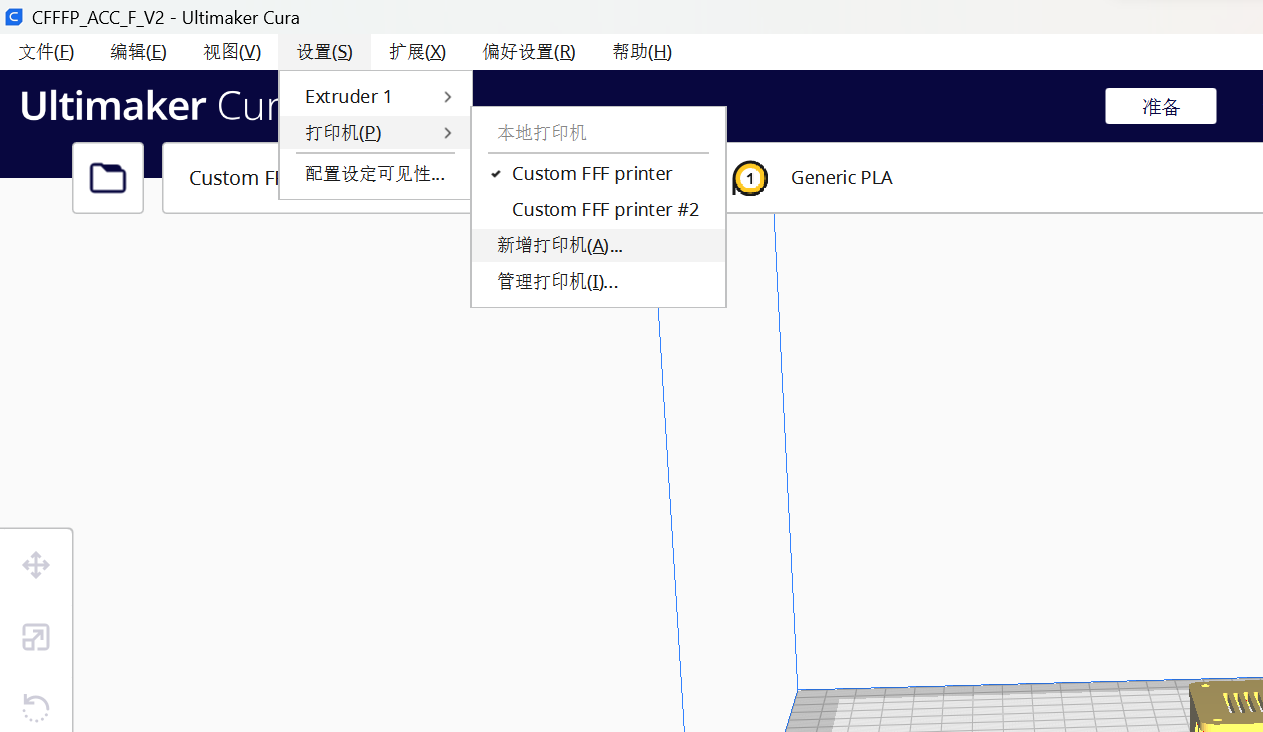 CFFFP_ACC_F_V2 - Ultimaker Cura
文件(F) 编辑(E) 视图(V) 设置(S) 扩展(X) 偏好设置(R) 帮助(H)
Ultimaker Cur
准备
Extruder 1
打印机(P)
配置设定可见性...
本地打印机
Custom FFF printer
Custom FFF printer #2
新增打印机(A)...
管理打印机(I)...
Custom FF
1
Generic PLA